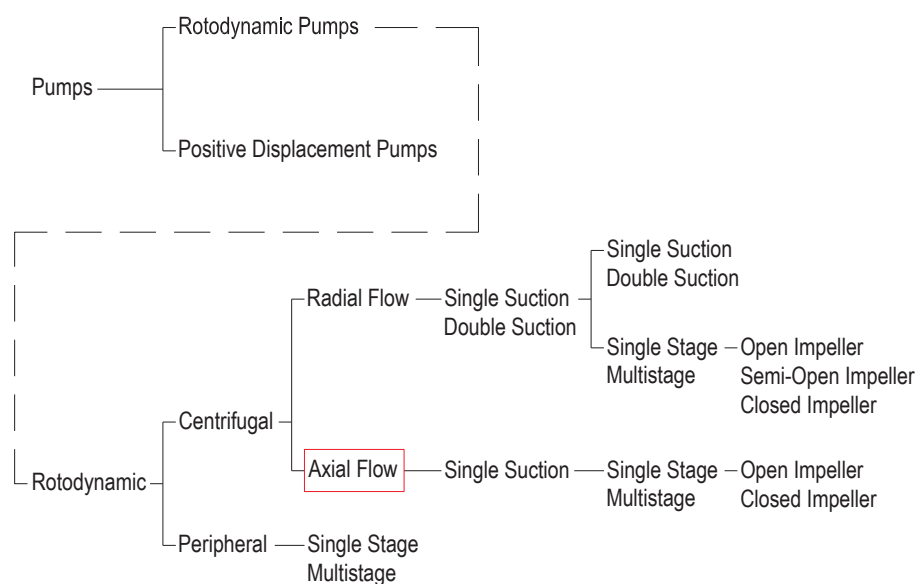 Rotodynamic Pumps
Pumps
Positive Displacement Pumps
Single Suction
Double Suction
Radial Flow
Single Suction
Double Suction
Single Stage
Multistage
Open Impeller
Semi-Open Impeller
Closed Impeller
Centrifugal
Axial Flow
Single Suction
Single Stage
Multistage
Open Impeller
Closed Impeller
Rotodynamic
Peripheral
Single Stage
Multistage